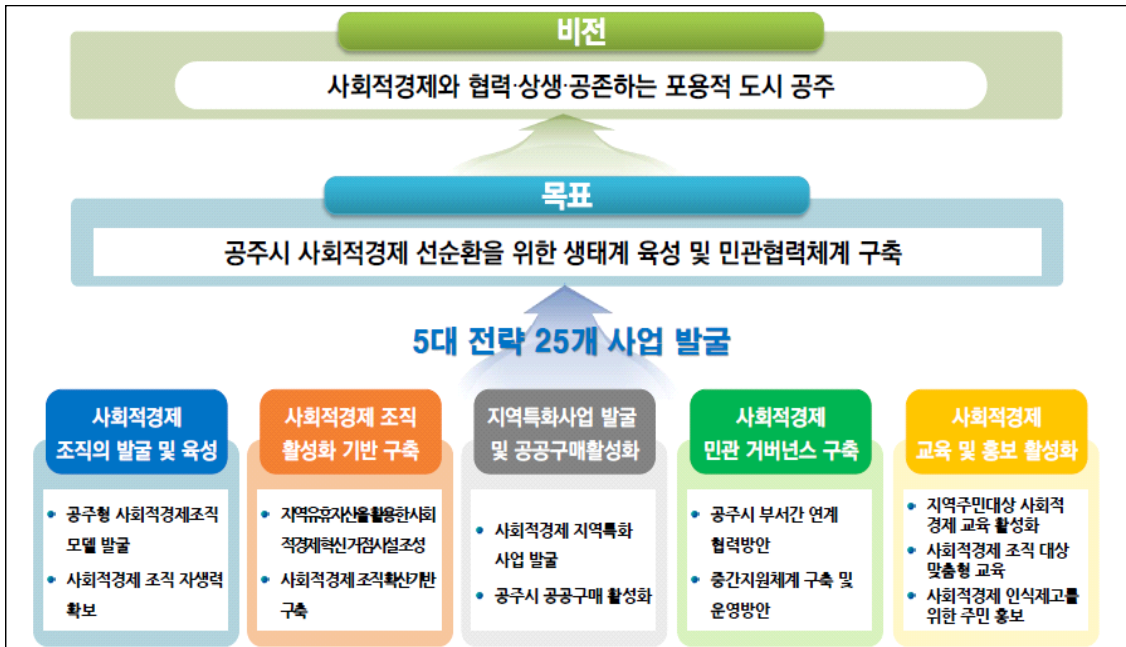 비전
사회적경제와 협력·상생·공존하는 포용적 도시 공주
목표
공주시 사회적경제 선순환을 위한 생태계 육성 및 민관협력체계 구축
5대 전략 25개 사업 발굴
사회적경제
조직의 발굴 및 육성
• 공주형 사회적경제조직
모델 발굴
• 사회적경제 조직 자생력
확보
사회적경제 조직
활성화 기반 구축
• 지역유휴자산을활용한사회
적경제혁신거점시설조성
• 사회적경제 조직확산기반
구축
지역특화사업 발굴
및 공공구매활성화
• 사회적경제 지역특화
사업 발굴
• 공주시 공공구매 활성화
사회적경제
민관 거버넌스 구축
• 공주시 부서간 연계
협력방안
• 중간지원체계 구축 및
운영방안
사회적경제
교육 및 홍보 활성화
• 지역주민대상 사회적
경제 교육 활성화
• 사회적경제 조직 대상
맞춤형 교육
• 사회적경제 인식제고를
위한 주민 홍보